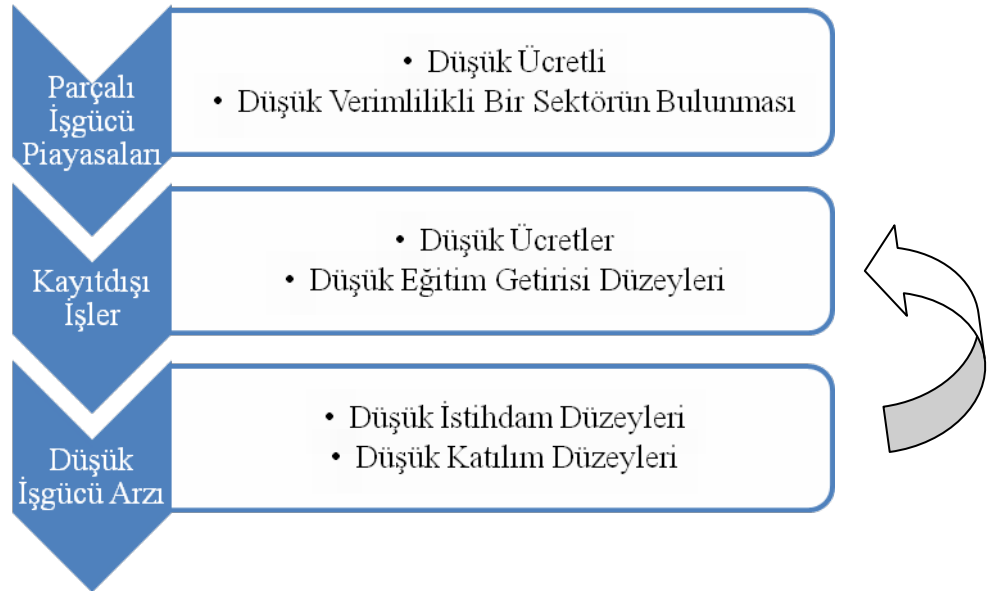 Parçalı
İşgücü
Piayasaları
• Düşük Ücretli
• Düşük Verimlilikli Bir Sektörün Bulunması
Kayıtdışı
İşler
• Düşük Ücretler
• Düşük Eğitim Getirisi Düzeyleri
Düşük
İşgücü Arzı
• Düşük İstihdam Düzeyleri
• Düşük Katılım Düzeyleri